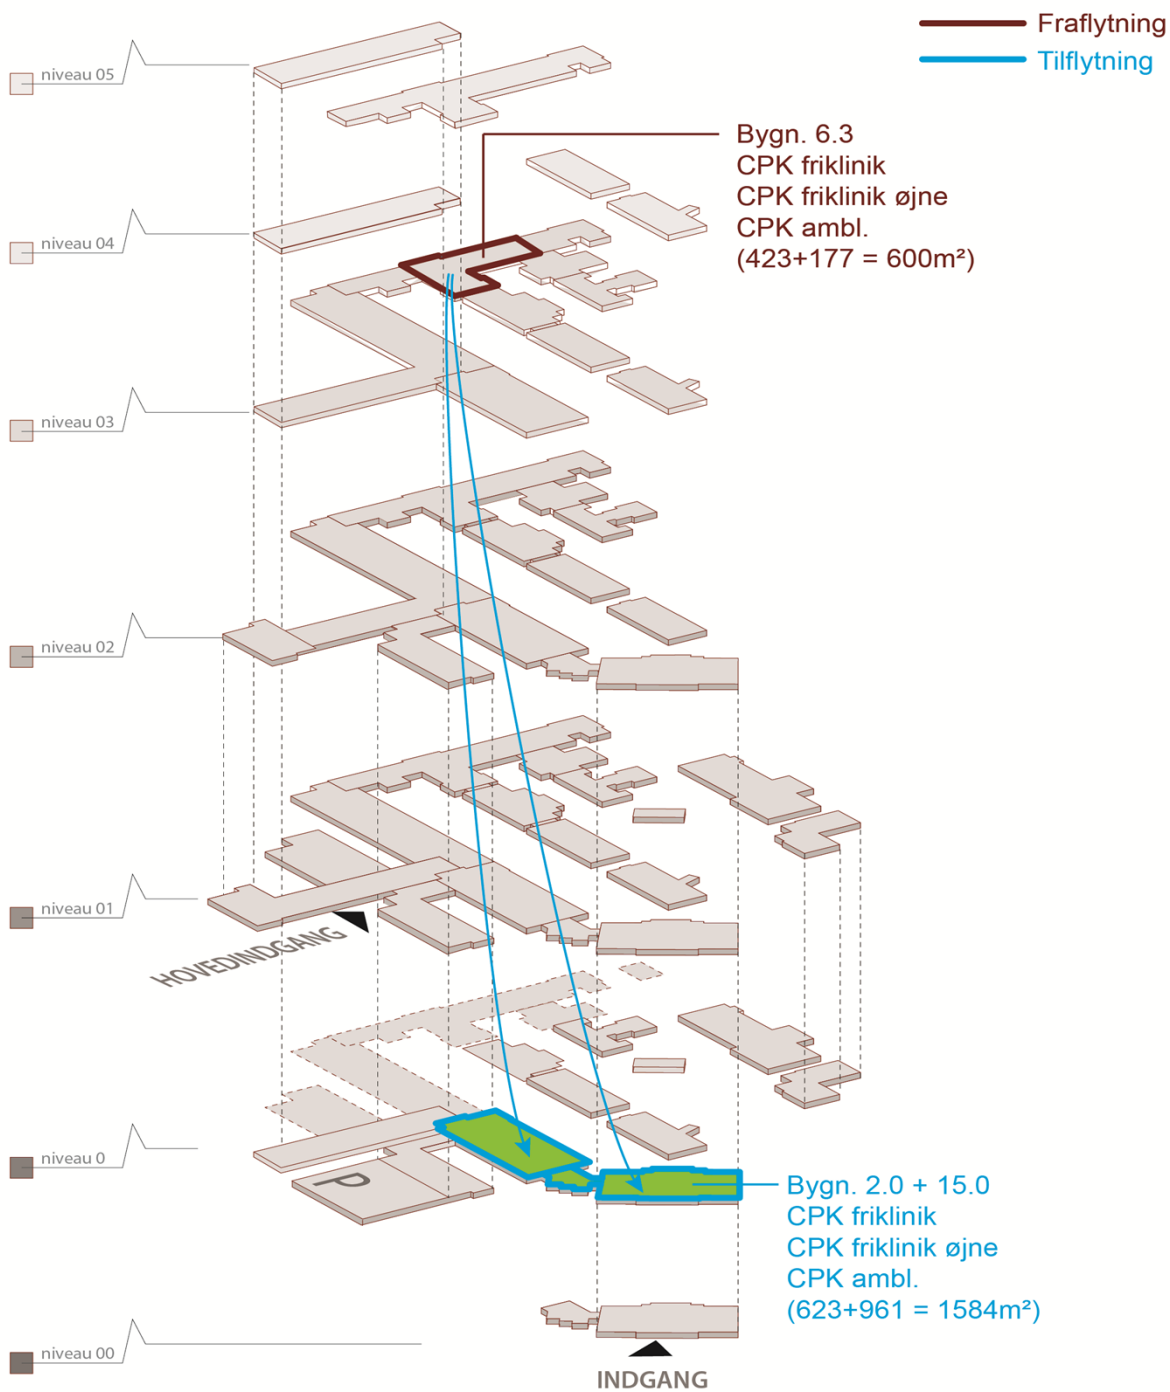 Fraflytning
Tilflytning
niveau 05
Bygn. 6.3
CPK friklinik
CPK friklinik øjne
CPK ambl.
(423+177 = 600m²)
niveau 04
niveau 03
niveau 02
niveau 01
HOVEDINDGANG
niveau 0
P
Bygn. 2.0 + 15.0
CPK friklinik
CPK friklinik øjne
CPK ambl.
(623+961 = 1584m²)
niveau 00
INDGANG